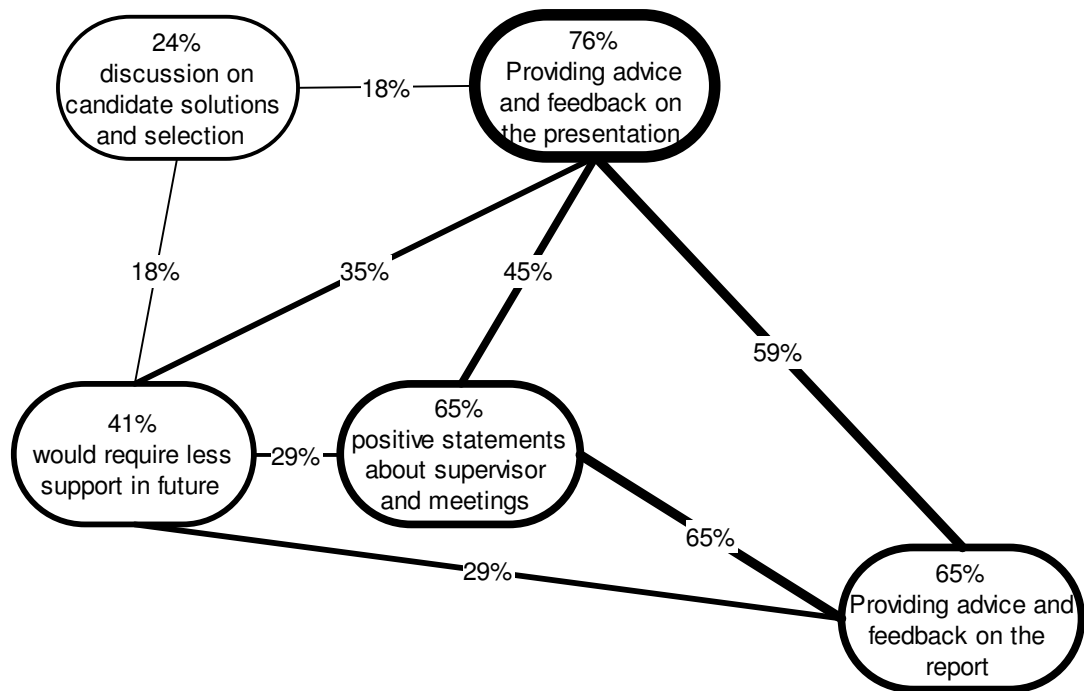 24%
discussion on
candidate solutions
and selection
76%
Providing advice
and feedback on
the presentation
18%
18%
35%
45%
59%
41%
would require less
support in future
29%
65%
positive statements
about supervisor
and meetings
65%
29%
65%
Providing advice and
feedback on the
report